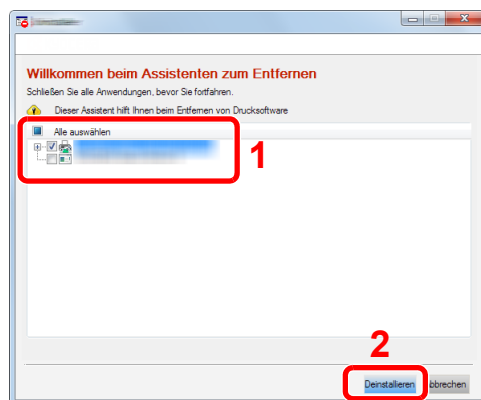 Willkommen beim Assistenten zum Entfernen
Schließen Sie alle Anwendungen, bevor Sie fortfahren.
Dieser Assistent hilft Ihnen beim Entfernen von Drucksoftware
Alle auswählen
1
2
Deinstallieren
bbrechen